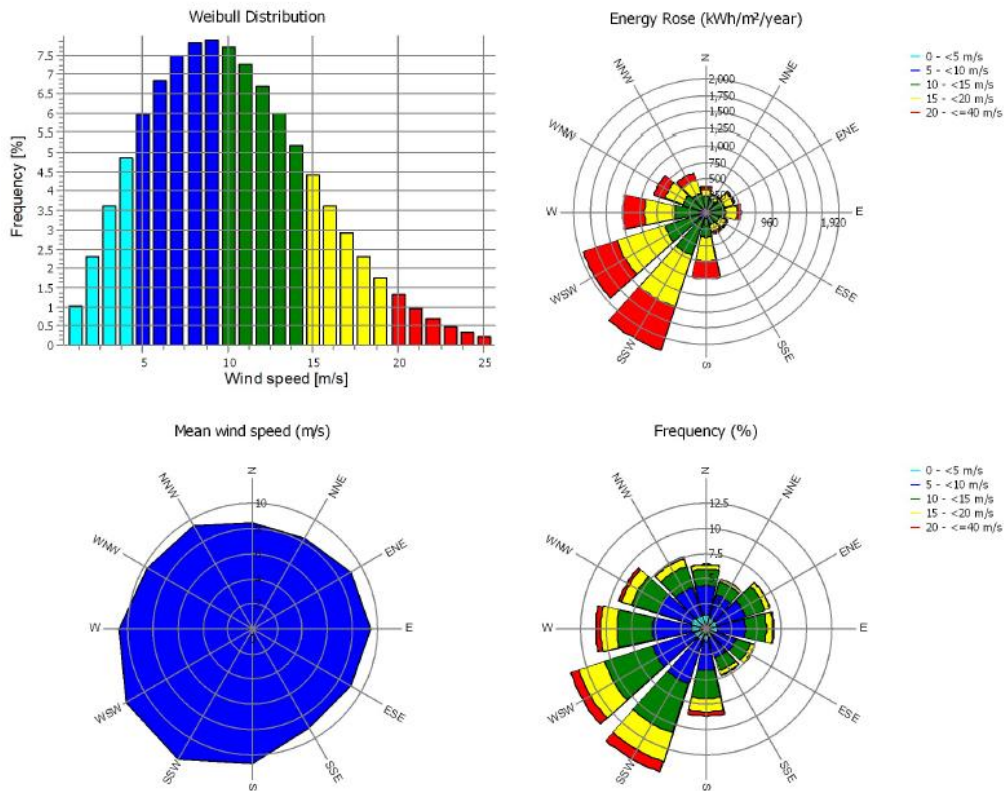 Weibull Distribution
Frequency [%]
7.5
7
6.5
6
5.5
5
4.5
4
3.5
3
2.5
2
1.5
1
0.5
0
5
10
15
20
25
Wind speed [m/s]
Energy Rose (kWh/m²/year)
N
NNE
ENE
E
ESE
SSE
S
SSW
WSW
W
WNW
NNW
2,000
1,750
1,500
1,250
1,000
750
500
960
1,920
0 - <5 m/s
5 - <10 m/s
10 - <15 m/s
15 - <20 m/s
20 - <=40 m/s
Mean wind speed (m/s)
N
NNE
ENE
E
ESE
SSE
S
SSW
WSW
W
WNW
NNW
10
Frequency (%)
N
NNE
ENE
E
ESE
SSE
S
SSW
WSW
W
WNW
NNW
12.5
10
7.5
0 - <5 m/s
5 - <10 m/s
10 - <15 m/s
15 - <20 m/s
20 - <=40 m/s